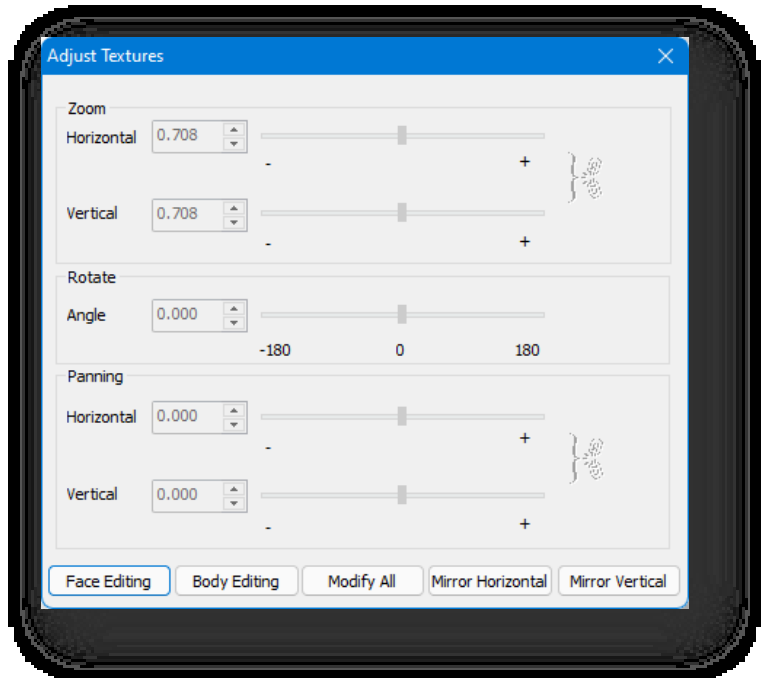 Adjust Textures
Zoom
Horizontal 0.708
- +
Vertical 0.708
- +
Rotate
Angle 0.000
-180 0 180
Panning
Horizontal 0.000
- +
Vertical 0.000
- +
Face Editing Body Editing Modify All Mirror Horizontal Mirror Vertical